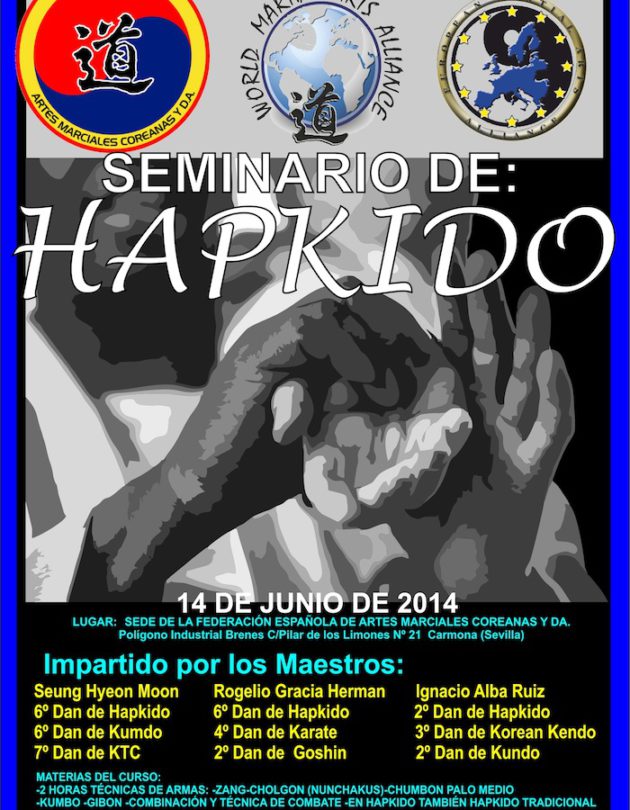 道
ARTES MARCIALES COREANAS Y DA.
WORLD MARTIAL ARTS ALLIANCE
道
EUROPEAN MARTIAL ARTS
ALLIANCE
SEMINARIO DE:
HAPKIDO
14 DE JUNIO DE 2014
LUGAR: SEDE DE LA FEDERACIÓN ESPAÑOLA DE ARTES MARCIALES COREANAS Y DA.
Polígono Industrial Brenes C/Pilar de los Limones Nº 21 Carmona (Sevilla)
Impartido por los Maestros:
Seung Hyeon Moon
6º Dan de Hapkido
6º Dan de Kumdo
7º Dan de KTC
Rogelio Gracia Herman
6º Dan de Hapkido
4º Dan de Karate
2º Dan de Goshin
Ignacio Alba Ruiz
2º Dan de Hapkido
3º Dan de Korean Kendo
2º Dan de Kundo
MATERIAS DEL CURSO:
-2 HORAS TÉCNICAS DE ARMAS: -ZANG-CHOLGON (NUNCHAKUS)-CHUMBON PALO MEDIO
-KUMBO -GIBON -COMBINACIÓN Y TÉCNICA DE COMBATE -EN HAPKIDO TAMBIÉN HAPKIDO TRADICIONAL